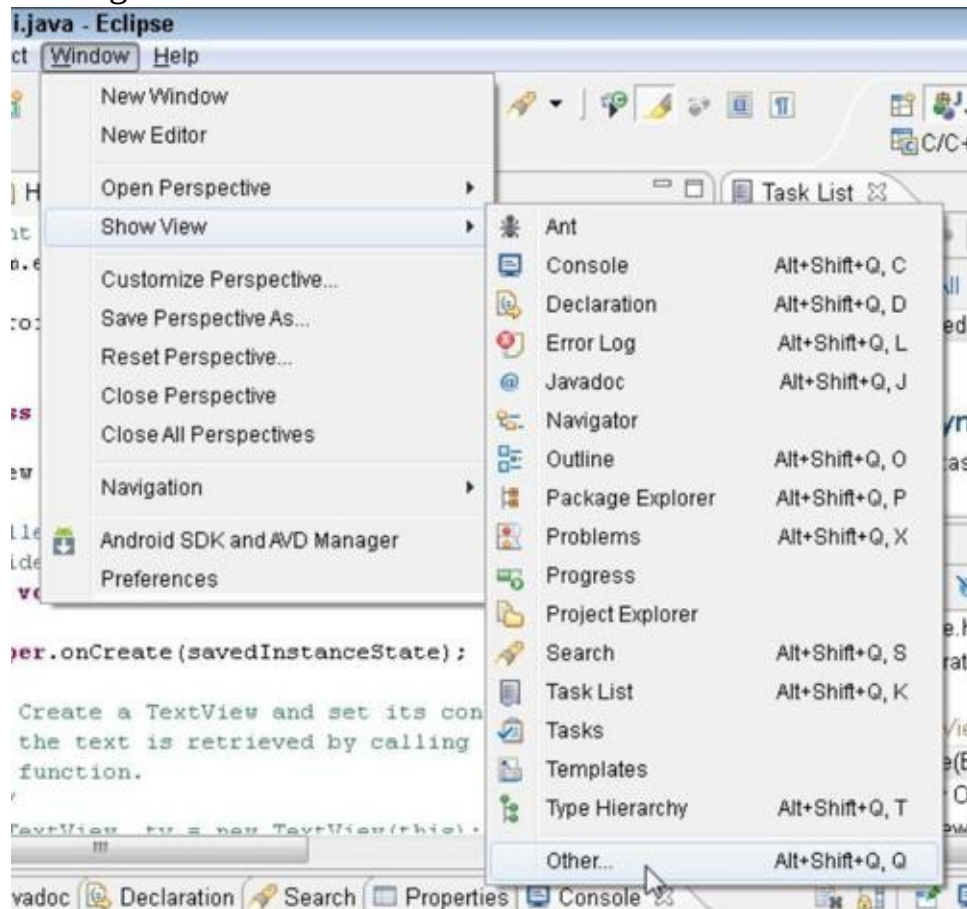 i.java - Eclipse
Window Help
New Window
New Editor
Open Perspective
Show View
Customize Perspective...
Save Perspective As...
Reset Perspective...
Close Perspective
Close All Perspectives
Navigation
Android SDK and AVD Manager
Preferences
C/C+
Task List
Ant
Console Alt+Shift+Q, C
Declaration Alt+Shift+Q, D
Error Log Alt+Shift+Q, L
Javadoc Alt+Shift+Q, J
Navigator
Outline Alt+Shift+Q, O
Package Explorer Alt+Shift+Q, P
Problems Alt+Shift+Q, X
Progress
Project Explorer
Search Alt+Shift+Q, S
Task List Alt+Shift+Q, K
Tasks
Templates
Type Hierarchy Alt+Shift+Q, T
Other... Alt+Shift+Q, Q
per.onCreate(savedInstanceState);
Create a TextView and set its con
the text is retrieved by calling
function.
TextView tv = new TextView(this);
vadoc Declaration Search Properties Console